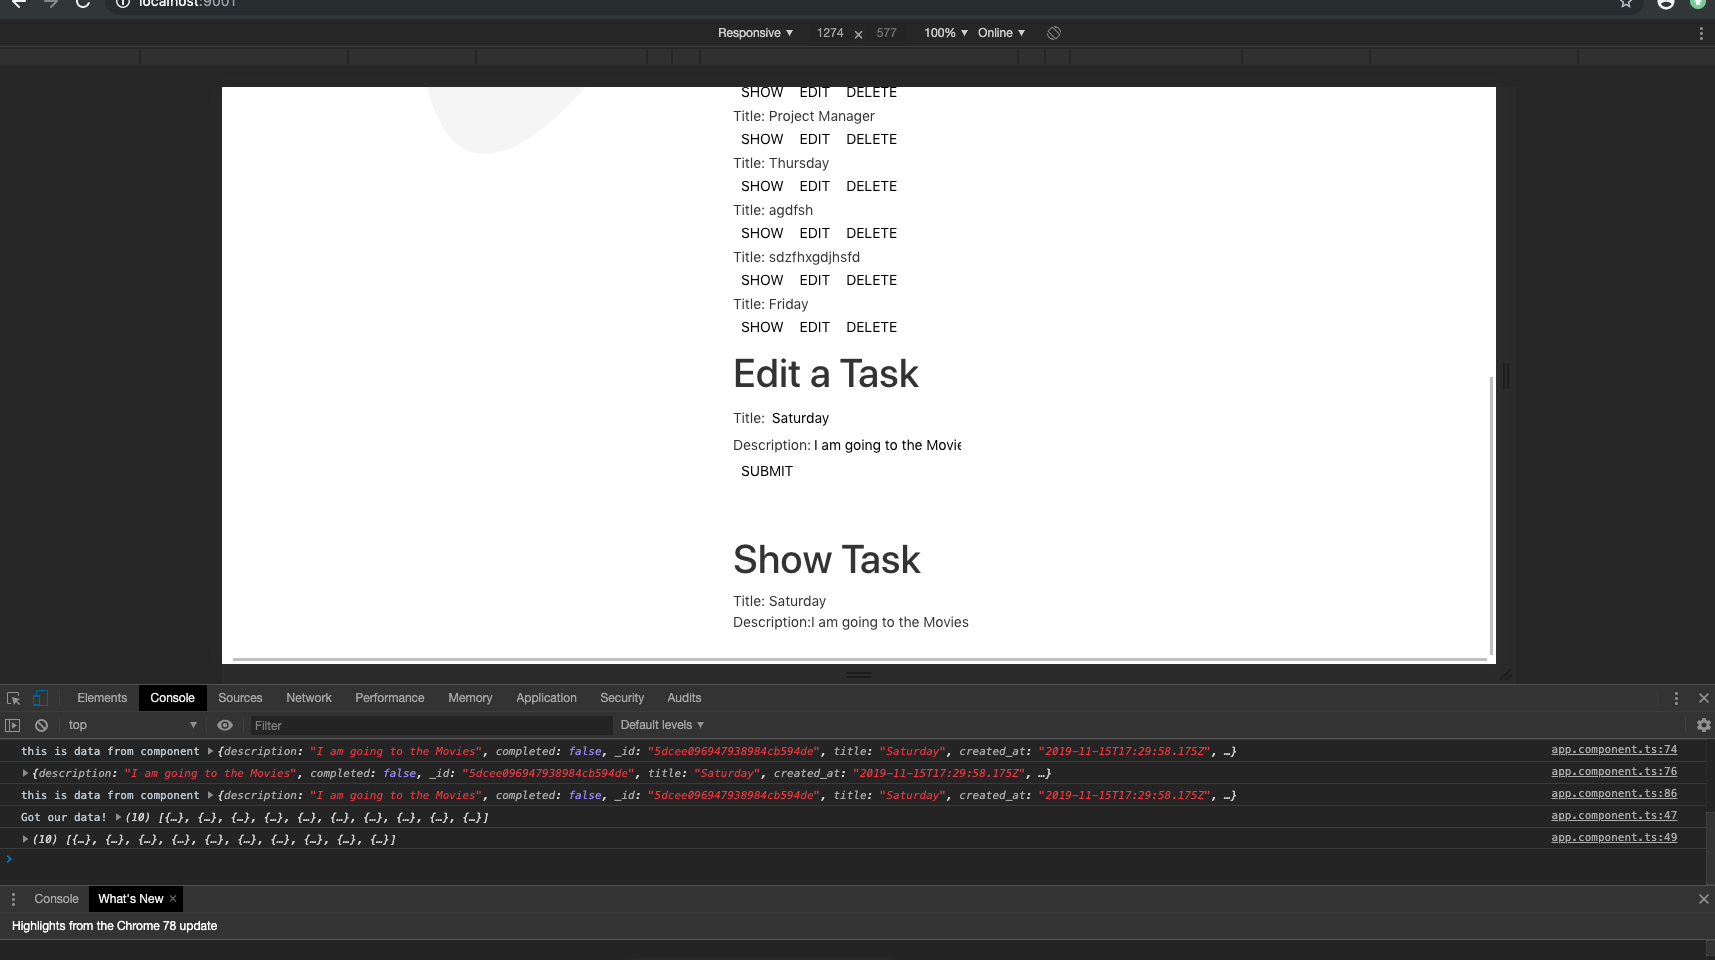 localhost:9001
Responsive ▼ 1274 × 577 100% ▼ Online ▼
SHOW EDIT DELETE
Title: Project Manager
SHOW EDIT DELETE
Title: Thursday
SHOW EDIT DELETE
Title: agdfsh
SHOW EDIT DELETE
Title: sdzfhxgdjhsfd
SHOW EDIT DELETE
Title: Friday
SHOW EDIT DELETE
Edit a Task
Title: Saturday
Description: I am going to the Movie
SUBMIT
Show Task
Title: Saturday
Description:I am going to the Movies
Elements Console Sources Network Performance Memory Application Security Audits
top ▼ Filter Default levels ▼
this is data from component ▶{description: "I am going to the Movies", completed: false, _id: "5dcee096947938984cb594de", title: "Saturday", created_at: "2019-11-15T17:29:58.175Z", …} app.component.ts:74
▶{description: "I am going to the Movies", completed: false, _id: "5dcee096947938984cb594de", title: "Saturday", created_at: "2019-11-15T17:29:58.175Z", …} app.component.ts:76
this is data from component ▶{description: "I am going to the Movies", completed: false, _id: "5dcee096947938984cb594de", title: "Saturday", created_at: "2019-11-15T17:29:58.175Z", …} app.component.ts:86
Got our data! ▶(10) [{…}, {…}, {…}, {…}, {…}, {…}, {…}, {…}, {…}, {…}] app.component.ts:47
▶(10) [{…}, {…}, {…}, {…}, {…}, {…}, {…}, {…}, {…}, {…}] app.component.ts:49
Console What's New ×
Highlights from the Chrome 78 update